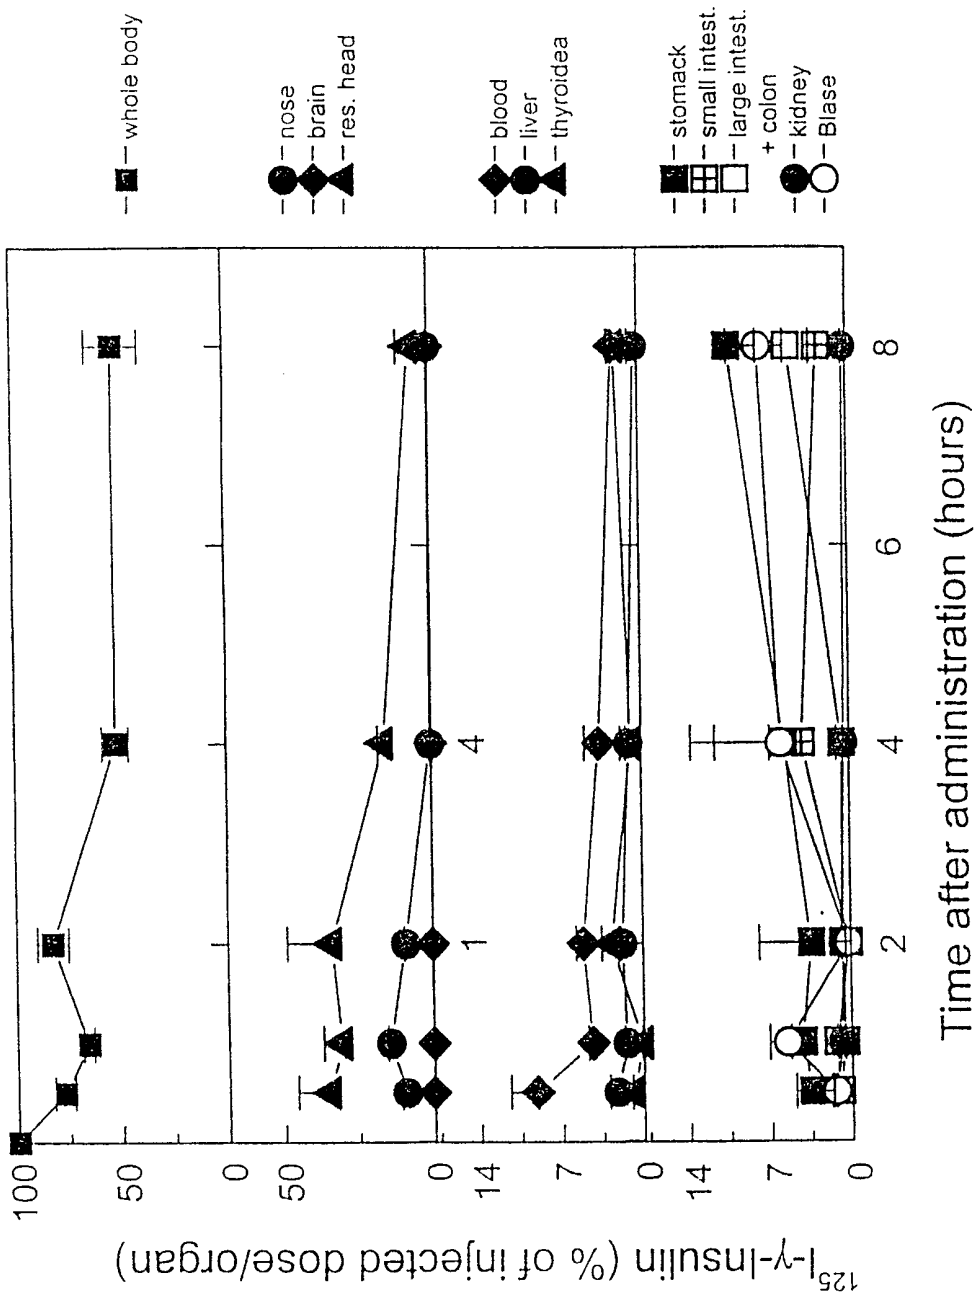 ¹²⁵I-γ-Insulin (% of injected dose/organ)
100
50
0
50
0
14
7
0
14
7
0
1
4
2
4
6
8
Time after administration (hours)
whole body
nose
brain
res. head
blood
liver
thyroidea
stomack
small intest.
large intest.
+ colon
kidney
Blase